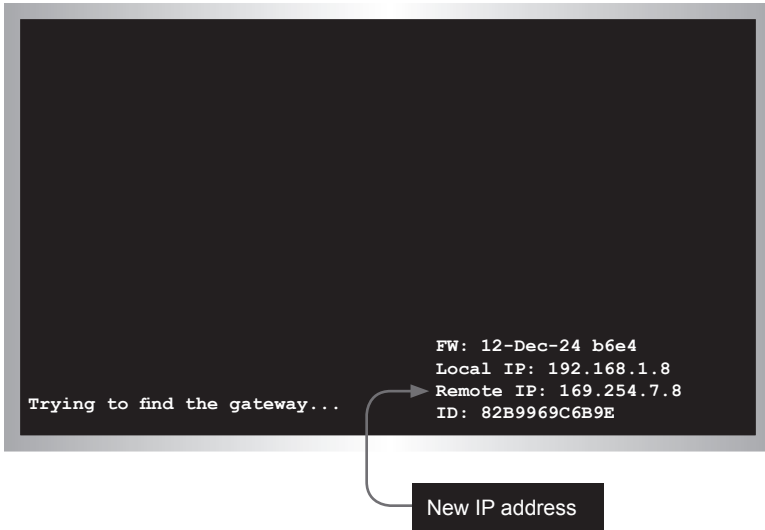 FW: 12-Dec-24 b6e4
Local IP: 192.168.1.8
Remote IP: 169.254.7.8
Trying to find the gateway...
ID: 82B9969C6B9E
New IP address